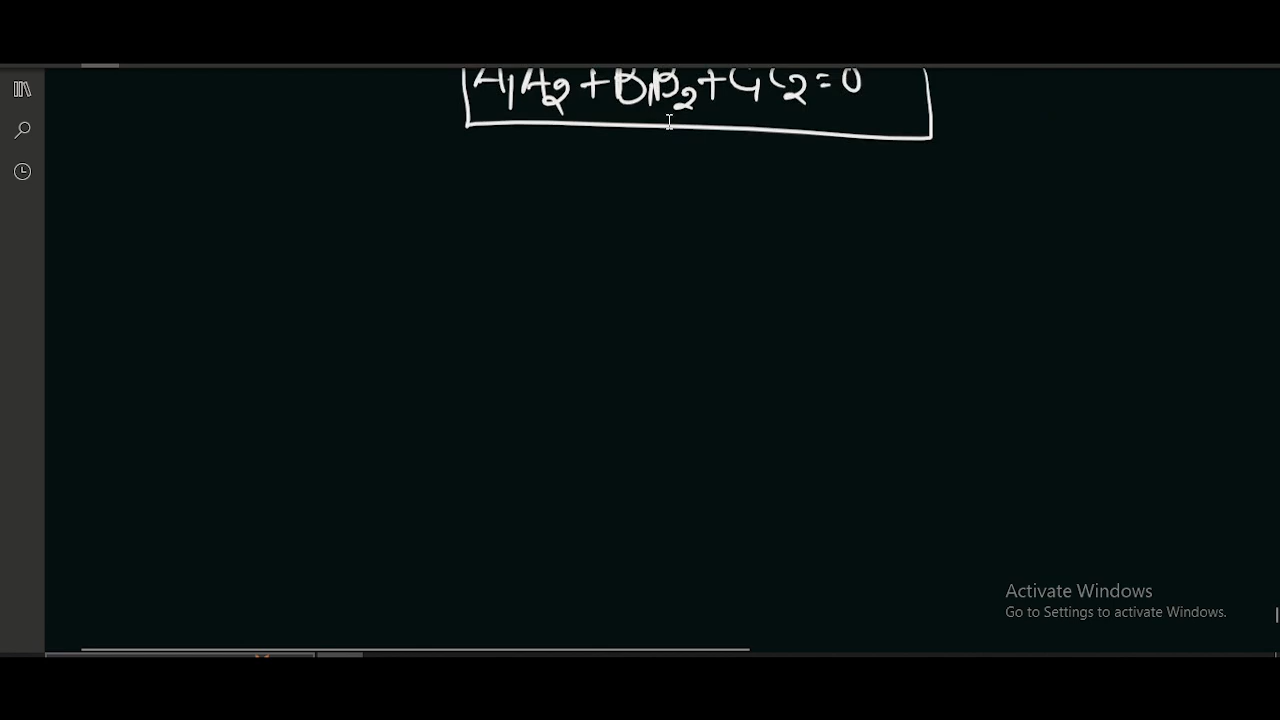 A₁A₂ + B₁B₂ + C₁C₂ = 0
Activate Windows
Go to Settings to activate Windows.